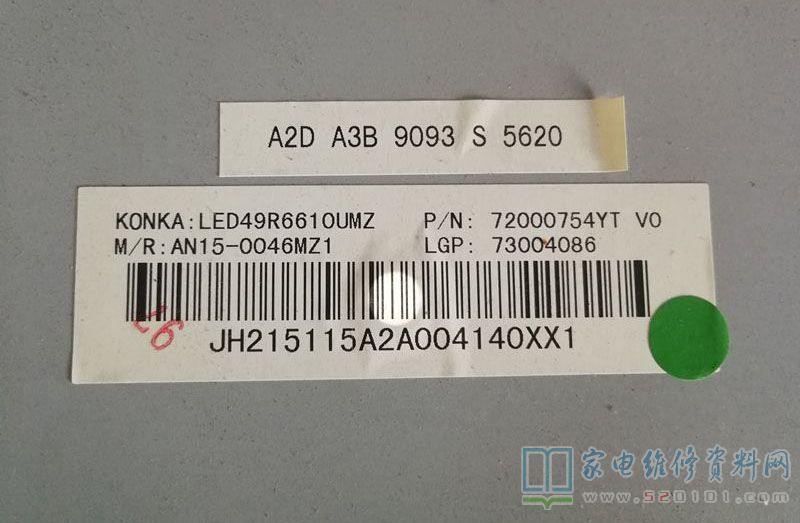 A2D A3B 9093 S 5620
KONKA:LED49R6610UMZ P/N: 72000754YT V0
M/R:AN15-0046MZ1 LGP: 73004086
JH215115A2A004140XX1
家电维修资料网
www.520101.com